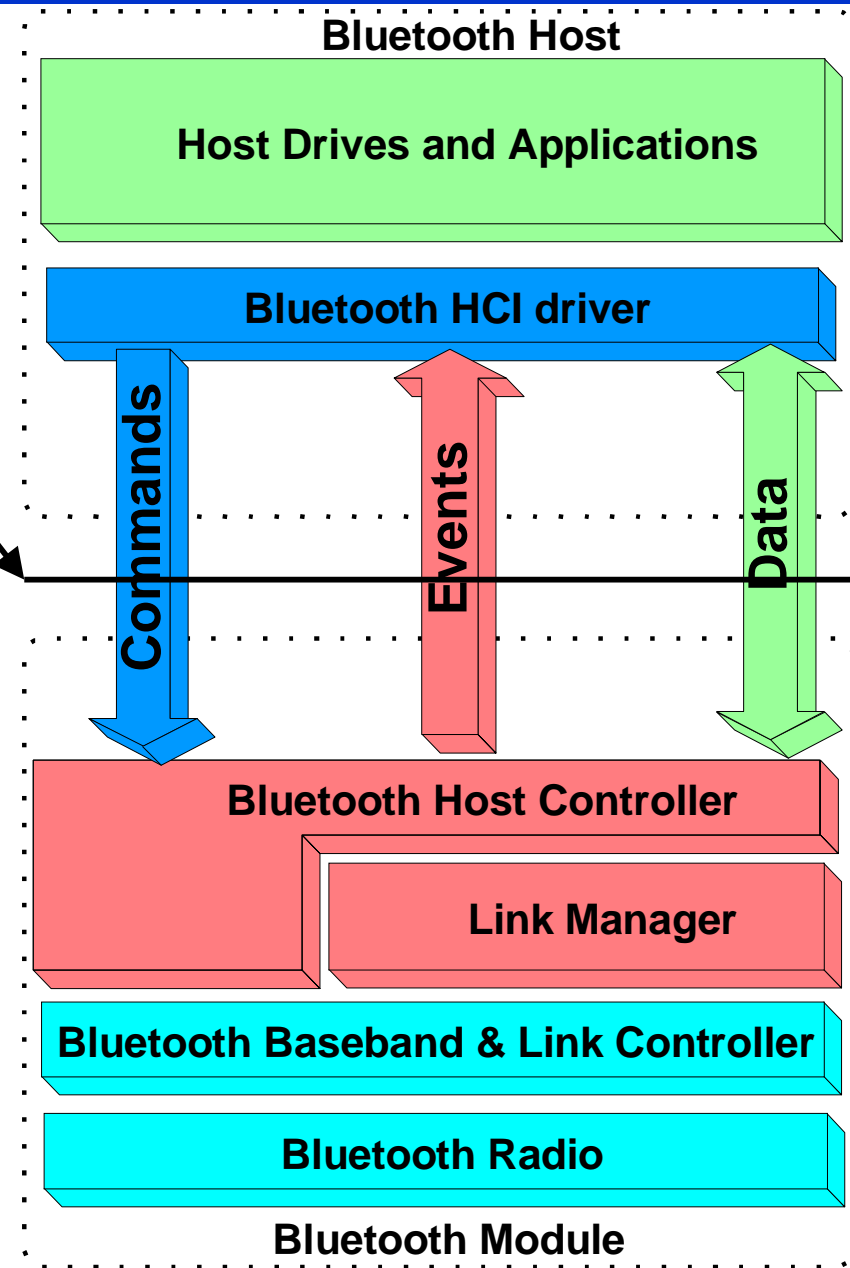 Bluetooth Host
Host Drives and Applications
Bluetooth HCI driver
Commands
Events
Data
Bluetooth Host Controller
Link Manager
Bluetooth Baseband & Link Controller
Bluetooth Radio
Bluetooth Module